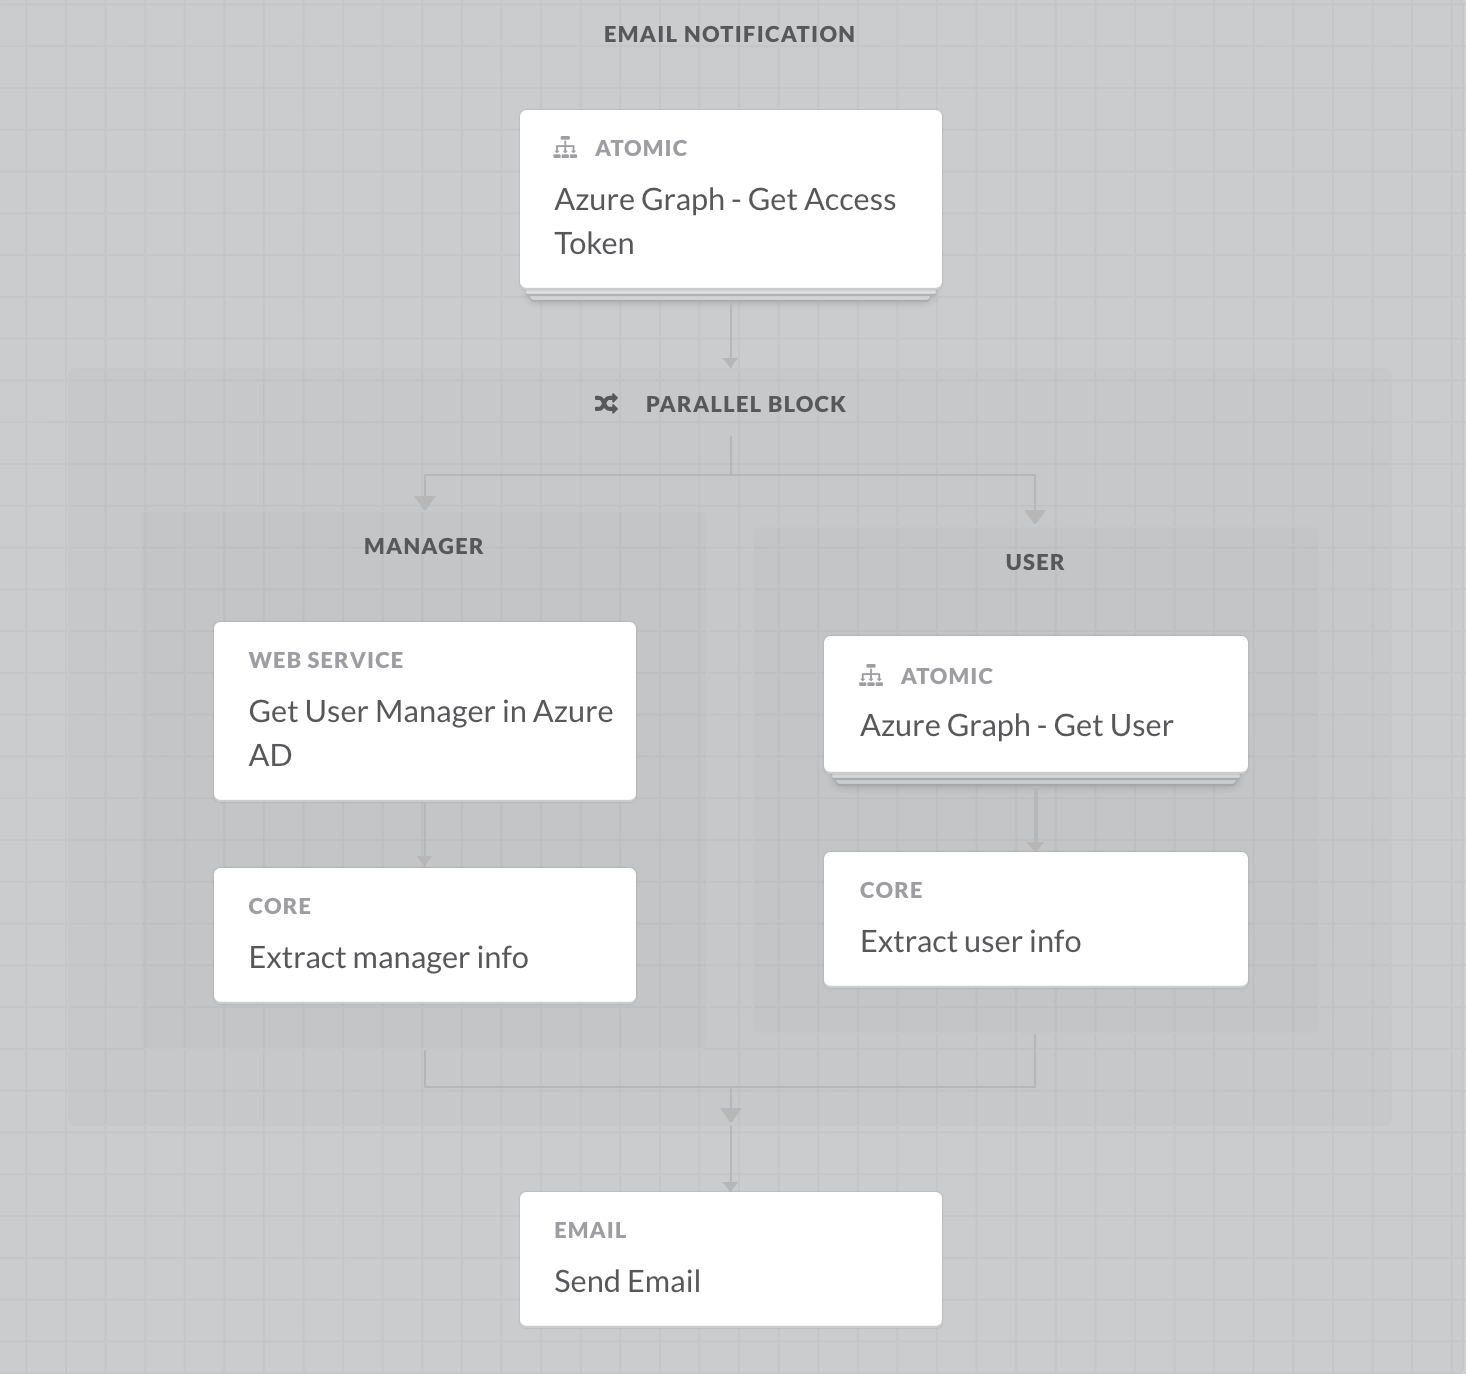 EMAIL NOTIFICATION
ATOMIC
Azure Graph - Get Access
Token
PARALLEL BLOCK
MANAGER
WEB SERVICE
Get User Manager in Azure
AD
CORE
Extract manager info
USER
ATOMIC
Azure Graph - Get User
CORE
Extract user info
EMAIL
Send Email